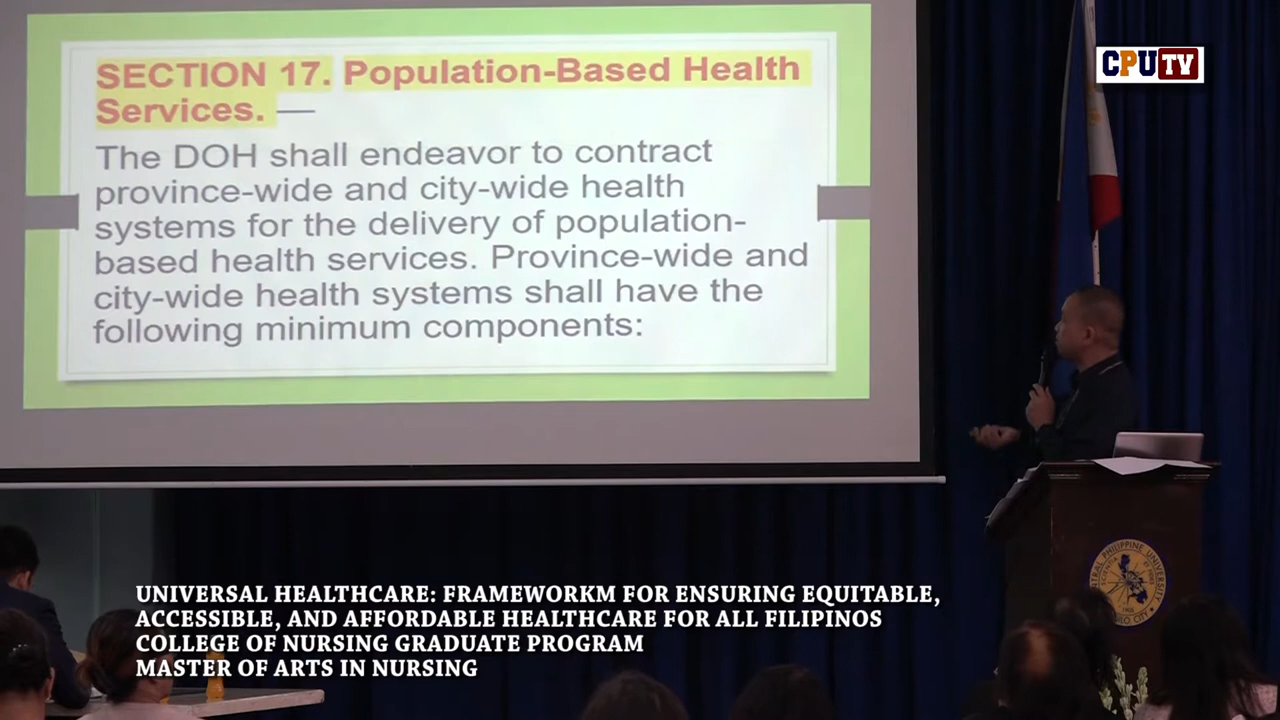 SECTION 17. Population-Based Health
Services. —
The DOH shall endeavor to contract
province-wide and city-wide health
systems for the delivery of population-
based health services. Province-wide and
city-wide health systems shall have the
following minimum components:
CPUTV
UNIVERSAL HEALTHCARE: FRAMEWORKM FOR ENSURING EQUITABLE,
ACCESSIBLE, AND AFFORDABLE HEALTHCARE FOR ALL FILIPINOS
COLLEGE OF NURSING GRADUATE PROGRAM
MASTER OF ARTS IN NURSING
CENTRAL PHILIPPINE UNIVERSITY